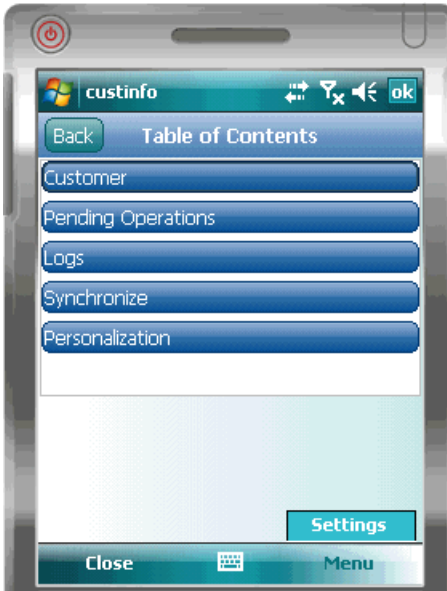 custinfo
ok
Back
Table of Contents
Customer
Pending Operations
Logs
Synchronize
Personalization
Settings
Close
Menu